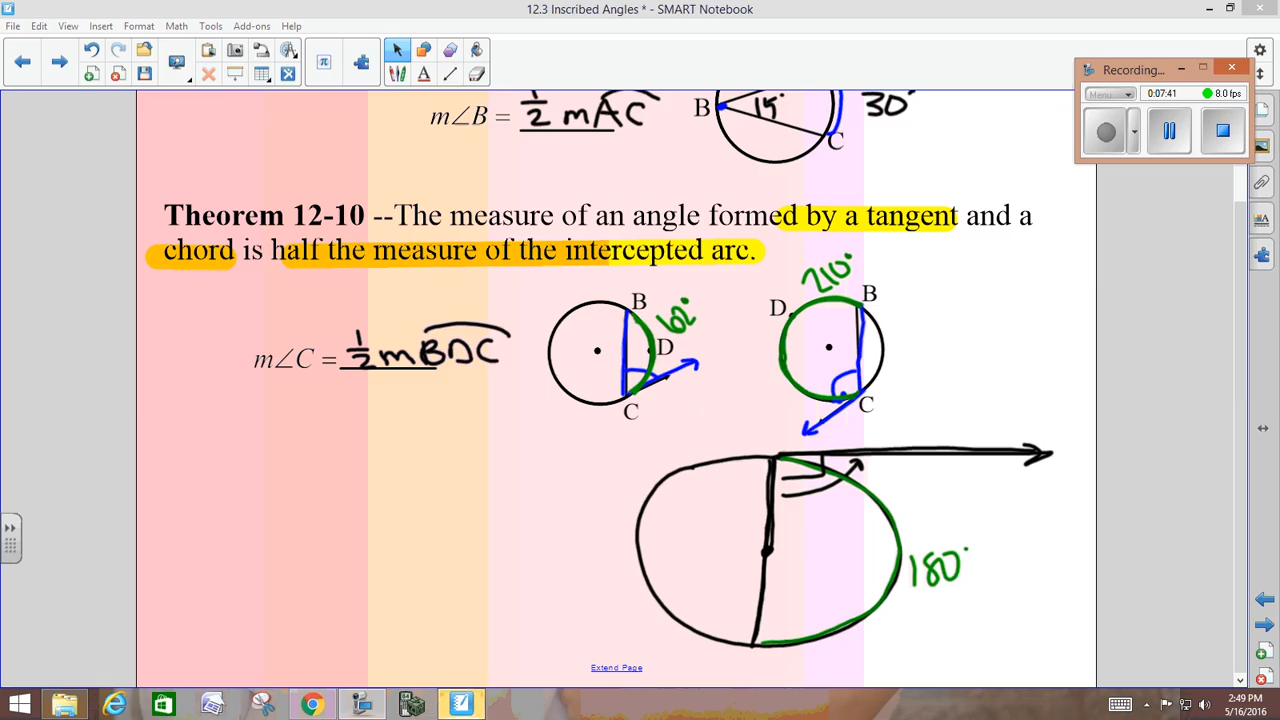 12.3 Inscribed Angles * - SMART Notebook
File Edit View Insert Format Tools Add-ons Help
Recording...
Menu 0:07:41 8.0 fps
m∠B = ½ mAC
B 15° C 30°
Theorem 12-10 --The measure of an angle formed by a tangent and a
chord is half the measure of the intercepted arc.
m∠C = ½ mBDC
B 62° D C
210° D B C
180°
Extend Page
2:49 PM
5/16/2016